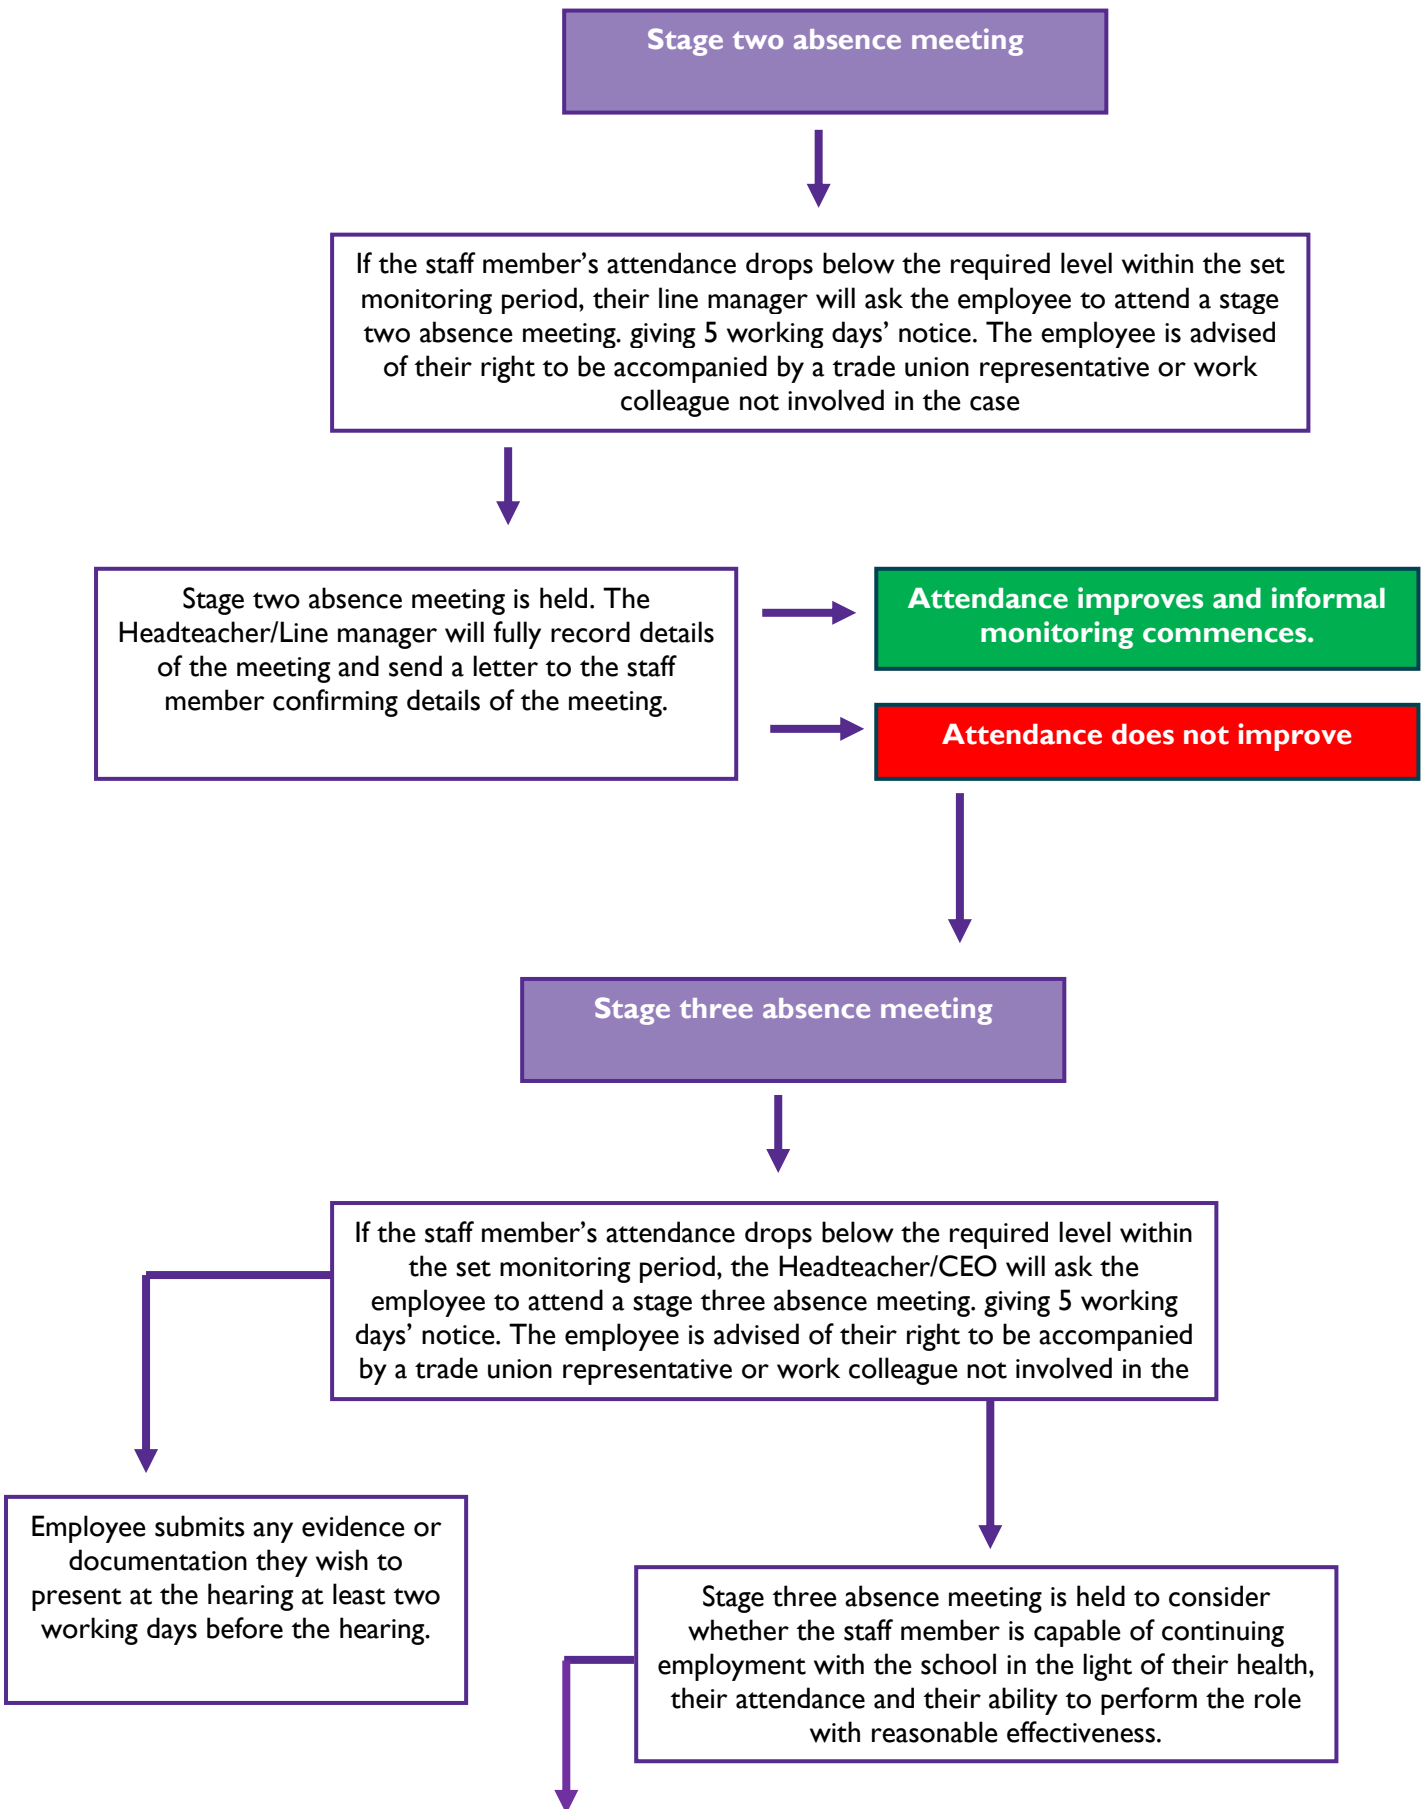 Stage two absence meeting
If the staff member’s attendance drops below the required level within the set
monitoring period, their line manager will ask the employee to attend a stage
two absence meeting. giving 5 working days’ notice. The employee is advised
of their right to be accompanied by a trade union representative or work
colleague not involved in the case
Stage two absence meeting is held. The
Headteacher/Line manager will fully record details
of the meeting and send a letter to the staff
member confirming details of the meeting.
Attendance improves and informal
monitoring commences.
Attendance does not improve
Stage three absence meeting
If the staff member’s attendance drops below the required level within
the set monitoring period, the Headteacher/CEO will ask the
employee to attend a stage three absence meeting. giving 5 working
days’ notice. The employee is advised of their right to be accompanied
by a trade union representative or work colleague not involved in the
Employee submits any evidence or
documentation they wish to
present at the hearing at least two
working days before the hearing.
Stage three absence meeting is held to consider
whether the staff member is capable of continuing
employment with the school in the light of their health,
their attendance and their ability to perform the role
with reasonable effectiveness.